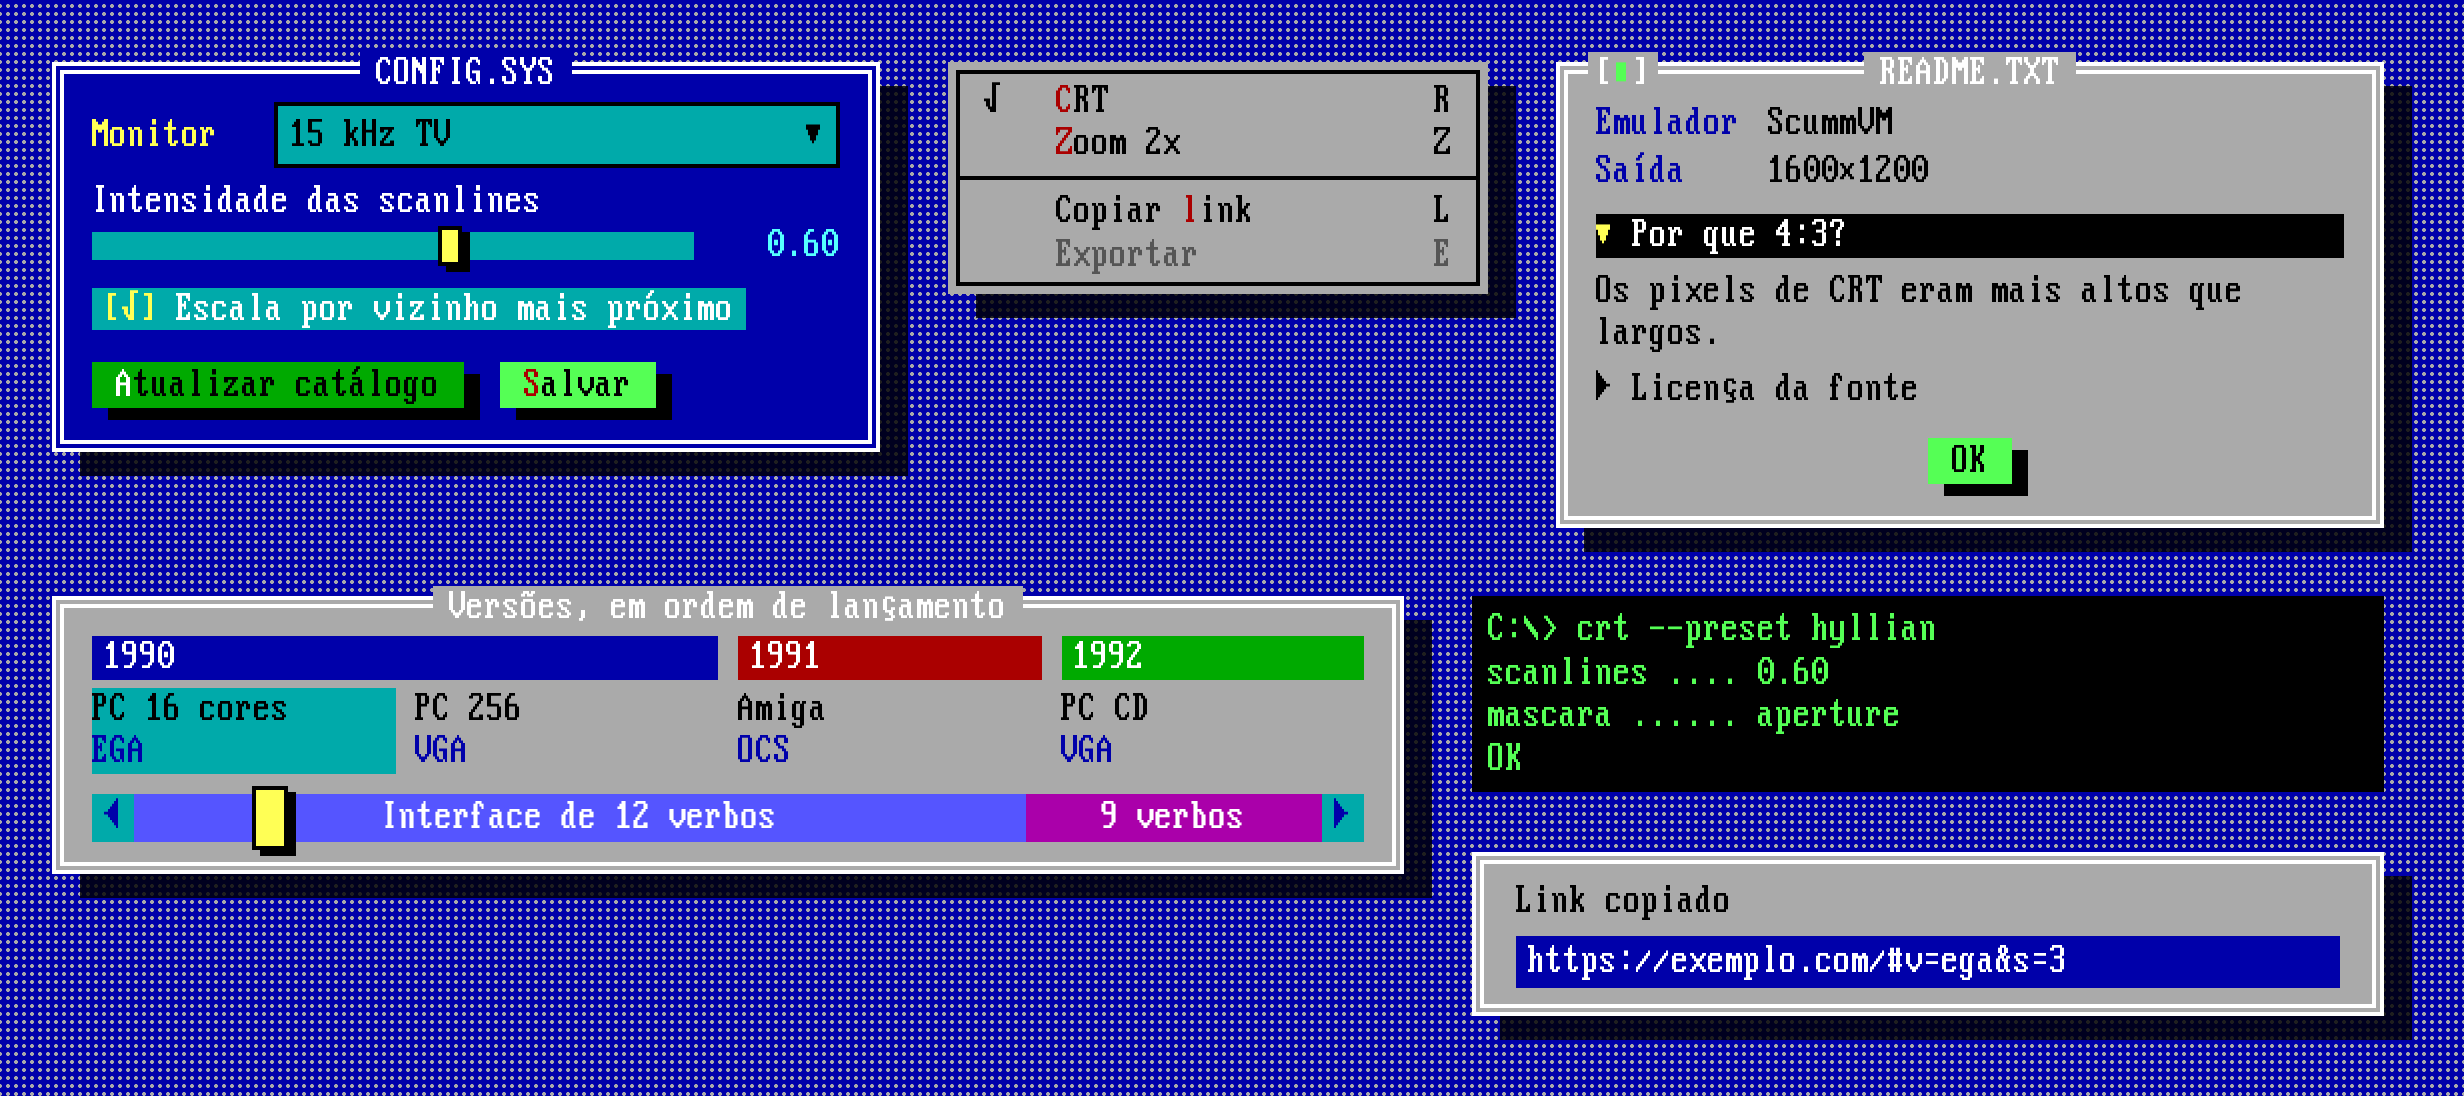 CONFIG.SYS
Monitor 15 kHz TV ▼
Intensidade das scanlines
0.60
[√] Escala por vizinho mais próximo
Atualizar catálogo Salvar
√ CRT R
Zoom 2x Z
Copiar link L
Exportar E
[▮] README.TXT
Emulador ScummVM
Saída 1600x1200
▼ Por que 4:3?
Os pixels de CRT eram mais altos que
largos.
▶ Licença da fonte
OK
Versões, em ordem de lançamento
1990 1991 1992
PC 16 cores PC 256 Amiga PC CD
EGA VGA OCS VGA
◀ Interface de 12 verbos 9 verbos ▶
C:\> crt --preset hyllian
scanlines .... 0.60
mascara ...... aperture
OK
Link copiado
https://exemplo.com/#v=ega&s=3